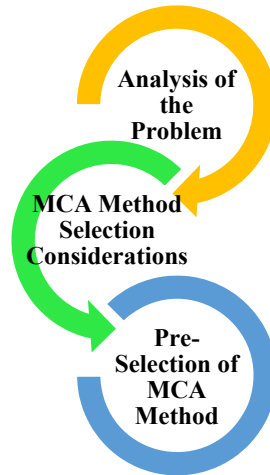 Analysis of
the
Problem
MCA Method
Selection
Considerations
Pre-
Selection of
MCA
Method